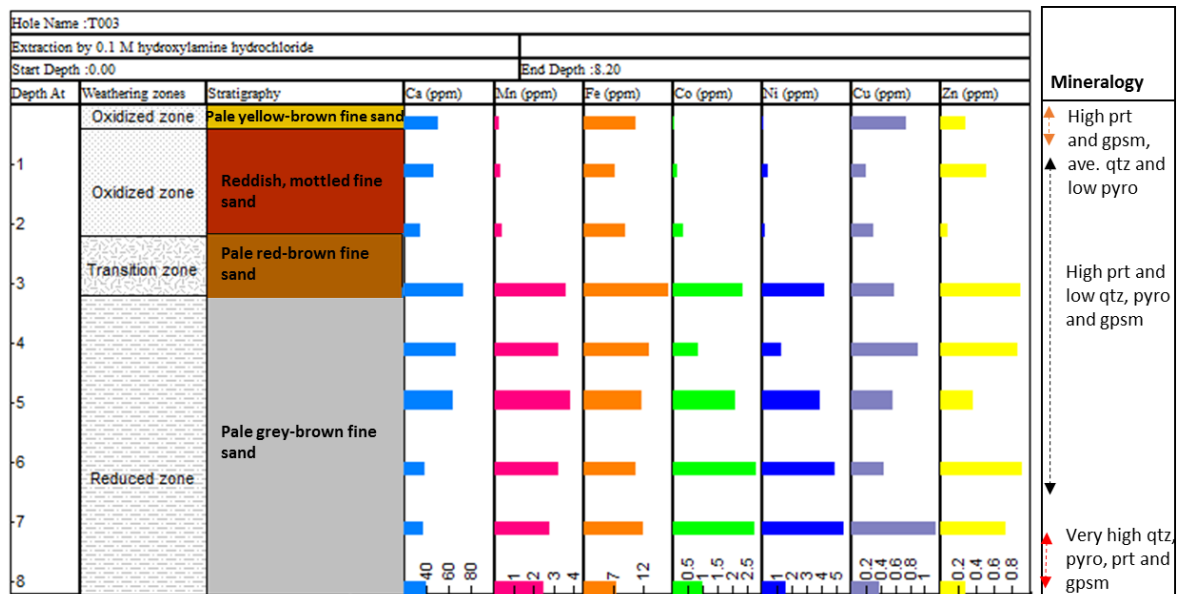 Hole Name :T003
Extraction by 0.1 M hydroxylamine hydrochloride
Start Depth :0.00 End Depth :8.20
Depth At Weathering zones Stratigraphy Ca (ppm) Mn (ppm) Fe (ppm) Co (ppm) Ni (ppm) Cu (ppm) Zn (ppm)
Oxidized zone
Pale yellow-brown fine sand
-1
Oxidized zone
Reddish, mottled fine
sand
-2
Transition zone
Pale red-brown fine
sand
-3
-4
-5
Pale grey-brown fine
sand
-6
Reduced zone
-7
-8
40 60 80
1 2 3 4
7 12
0.5 1 1.5 2 2.5
1 2 3 4 5
0.2 0.4 0.6 0.8 1
0.2 0.4 0.6 0.8
Mineralogy
High prt
and gpsm,
ave. qtz and
low pyro
High prt and
low qtz, pyro
and gpsm
Very high qtz,
pyro, prt and
gpsm